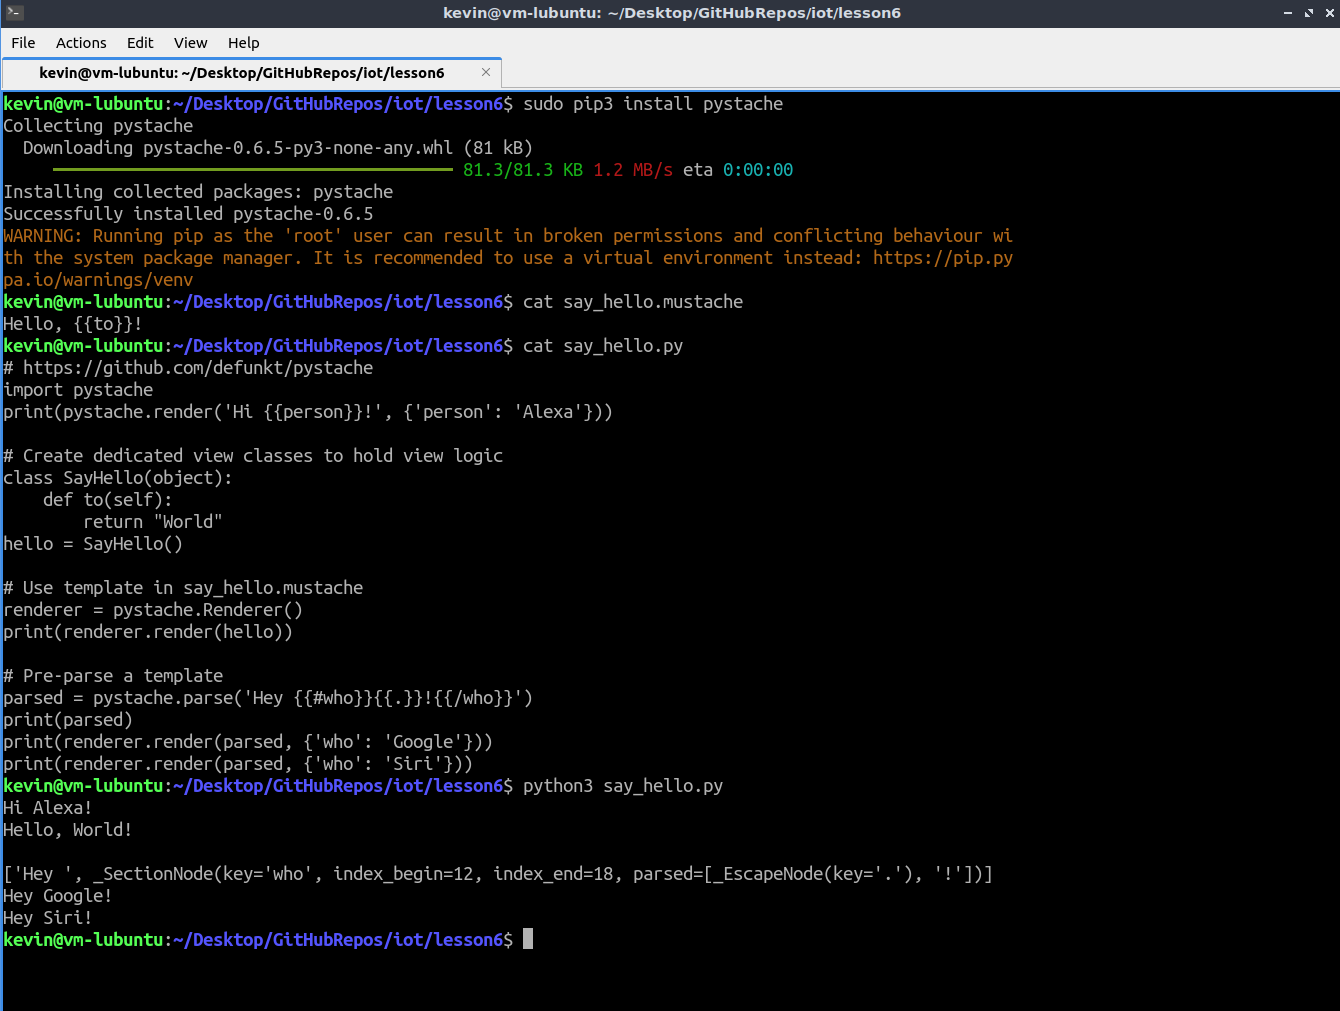 kevin@vm-lubuntu: ~/Desktop/GitHubRepos/iot/lesson6
File Actions Edit View Help
kevin@vm-lubuntu: ~/Desktop/GitHubRepos/iot/lesson6
kevin@vm-lubuntu:~/Desktop/GitHubRepos/iot/lesson6$ sudo pip3 install pystache
Collecting pystache
  Downloading pystache-0.6.5-py3-none-any.whl (81 kB)
81.3/81.3 KB 1.2 MB/s eta 0:00:00
Installing collected packages: pystache
Successfully installed pystache-0.6.5
WARNING: Running pip as the 'root' user can result in broken permissions and conflicting behaviour wi
th the system package manager. It is recommended to use a virtual environment instead: https://pip.py
pa.io/warnings/venv
kevin@vm-lubuntu:~/Desktop/GitHubRepos/iot/lesson6$ cat say_hello.mustache
Hello, {{to}}!
kevin@vm-lubuntu:~/Desktop/GitHubRepos/iot/lesson6$ cat say_hello.py
# https://github.com/defunkt/pystache
import pystache
print(pystache.render('Hi {{person}}!', {'person': 'Alexa'}))
# Create dedicated view classes to hold view logic
class SayHello(object):
    def to(self):
        return "World"
hello = SayHello()
# Use template in say_hello.mustache
renderer = pystache.Renderer()
print(renderer.render(hello))
# Pre-parse a template
parsed = pystache.parse('Hey {{#who}}{{.}}!{{/who}}')
print(parsed)
print(renderer.render(parsed, {'who': 'Google'}))
print(renderer.render(parsed, {'who': 'Siri'}))
kevin@vm-lubuntu:~/Desktop/GitHubRepos/iot/lesson6$ python3 say_hello.py
Hi Alexa!
Hello, World!
['Hey ', _SectionNode(key='who', index_begin=12, index_end=18, parsed=[_EscapeNode(key='.'), '!'])]
Hey Google!
Hey Siri!
kevin@vm-lubuntu:~/Desktop/GitHubRepos/iot/lesson6$